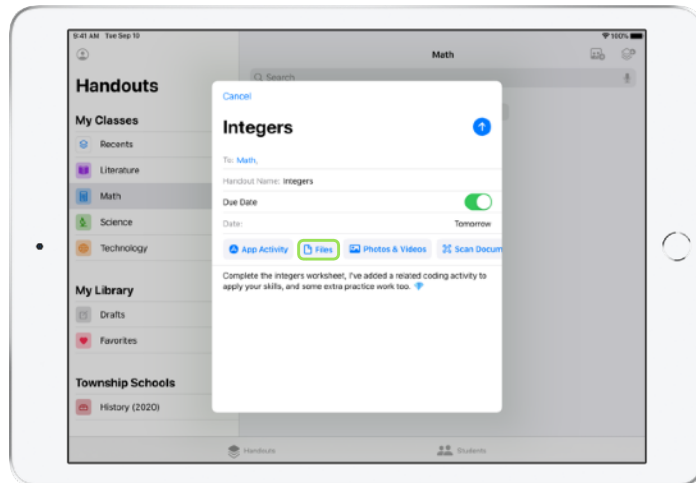 9:41 AM Tue Sep 10
100%
Math
Handouts
Search
My Classes
Recents
Literature
Math
Science
Technology
My Library
Drafts
Favorites
Township Schools
History (2020)
Cancel
Integers
To: Math,
Handout Name: Integers
Due Date
Date: Tomorrow
App Activity Files Photos & Videos Scan Docum
Complete the integers worksheet, I've added a related coding activity to
apply your skills, and some extra practice work too.
Handouts Students